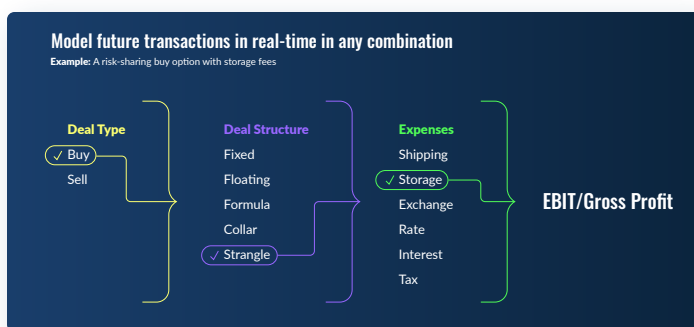 Model future transactions in real-time in any combination
Example: A risk-sharing buy option with storage fees
Deal Type
Buy
Sell
Deal Structure
Fixed
Floating
Formula
Collar
Strangle
Expenses
Shipping
Storage
Exchange
Rate
Interest
Tax
EBIT/Gross Profit